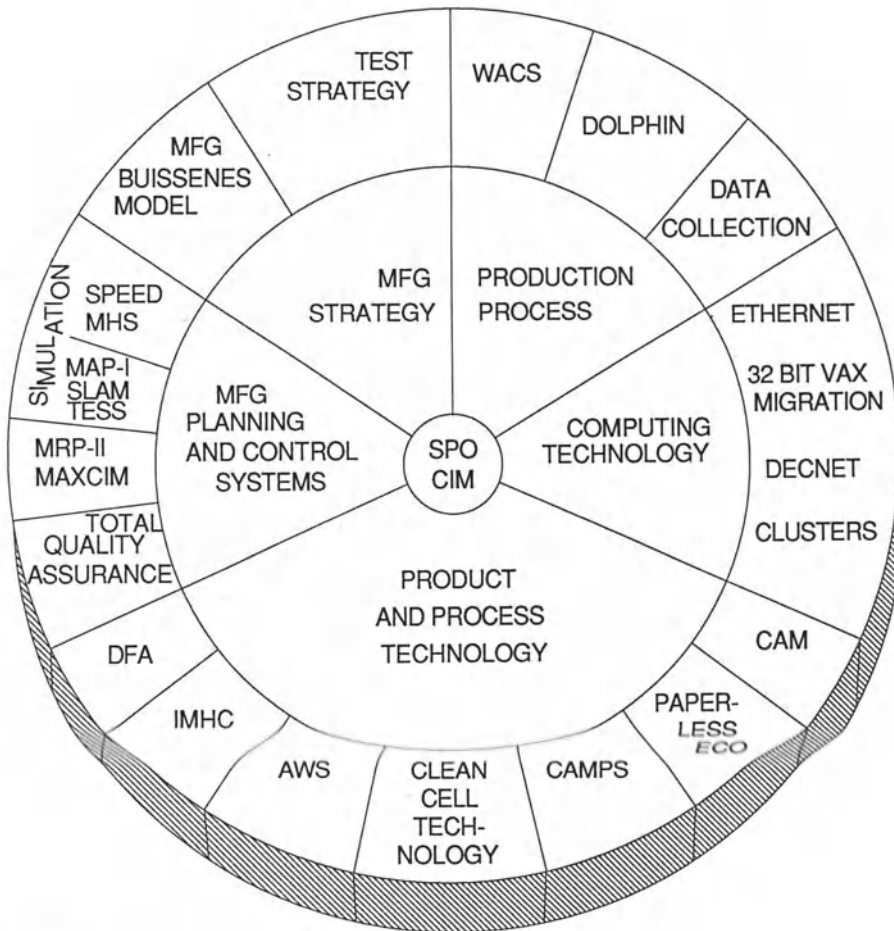 TEST
STRATEGY
WACS
DOLPHIN
DATA
COLLECTION
ETHERNET
32 BIT VAX
MIGRATION
DECNET
CLUSTERS
CAM
PAPER-
LESS
ECO
CAMPS
CLEAN
CELL
TECH-
NOLOGY
AWS
IMHC
DFA
TOTAL
QUALITY
ASSURANCE
MRP-II
MAXCIM
SIMULATION
MAP-I
SLAM
TESS
SPEED
MHS
MFG
BUISSENES
MODEL
MFG
STRATEGY
PRODUCTION
PROCESS
COMPUTING
TECHNOLOGY
PRODUCT
AND PROCESS
TECHNOLOGY
MFG
PLANNING
AND CONTROL
SYSTEMS
SPO
CIM